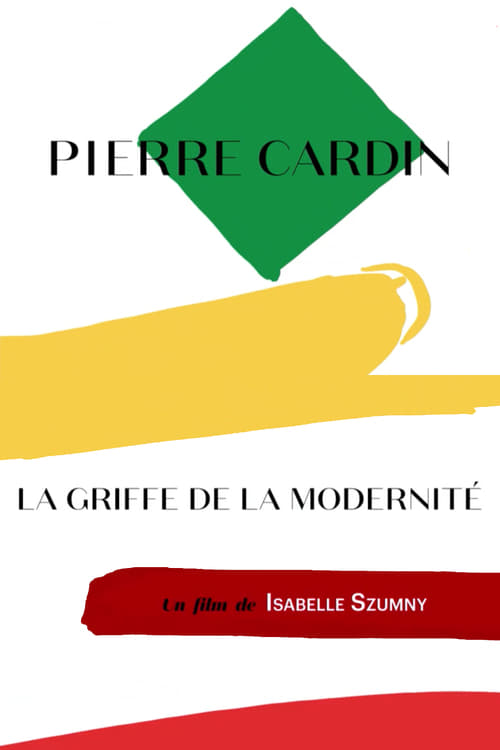 PIERRE CARDIN
LA GRIFFE DE LA MODERNITÉ
Un film de ISABELLE SZUMNY